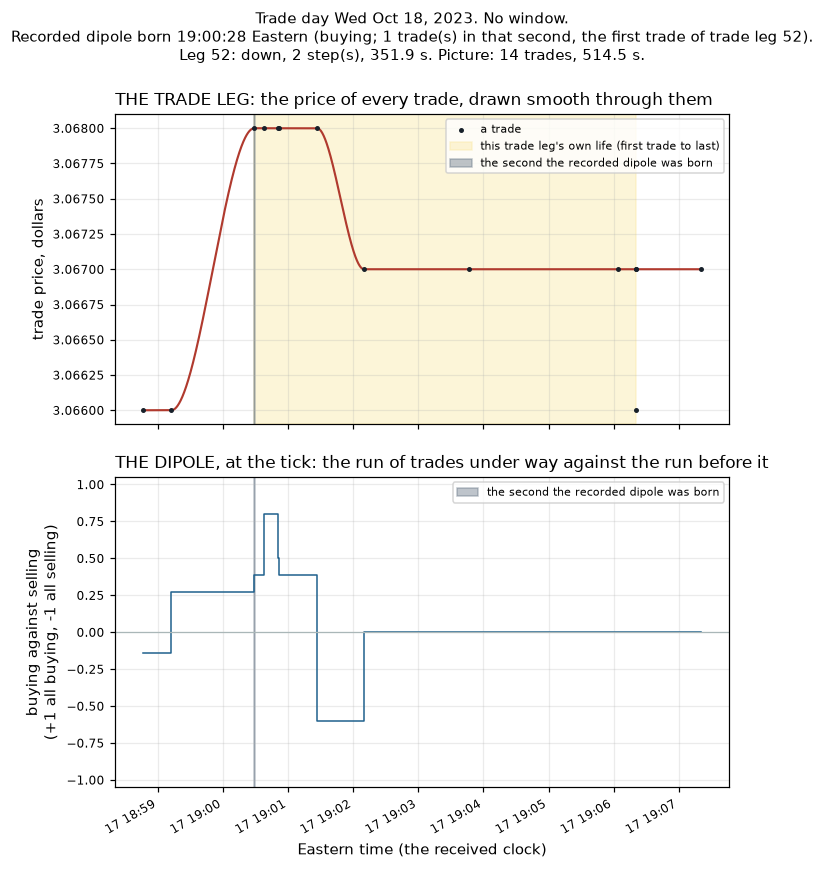 Trade day Wed Oct 18, 2023. No window.
Recorded dipole born 19:00:28 Eastern (buying; 1 trade(s) in that second, the first trade of trade leg 52).
Leg 52: down, 2 step(s), 351.9 s. Picture: 14 trades, 514.5 s.
THE TRADE LEG: the price of every trade, drawn smooth through them
trade price, dollars
3.06800
3.06775
3.06750
3.06725
3.06700
3.06675
3.06650
3.06625
3.06600
a trade
this trade leg's own life (first trade to last)
the second the recorded dipole was born
THE DIPOLE, at the tick: the run of trades under way against the run before it
buying against selling
(+1 all buying, -1 all selling)
1.00
0.75
0.50
0.25
0.00
−0.25
−0.50
−0.75
−1.00
the second the recorded dipole was born
17 18:59
17 19:00
17 19:01
17 19:02
17 19:03
17 19:04
17 19:05
17 19:06
17 19:07
Eastern time (the received clock)